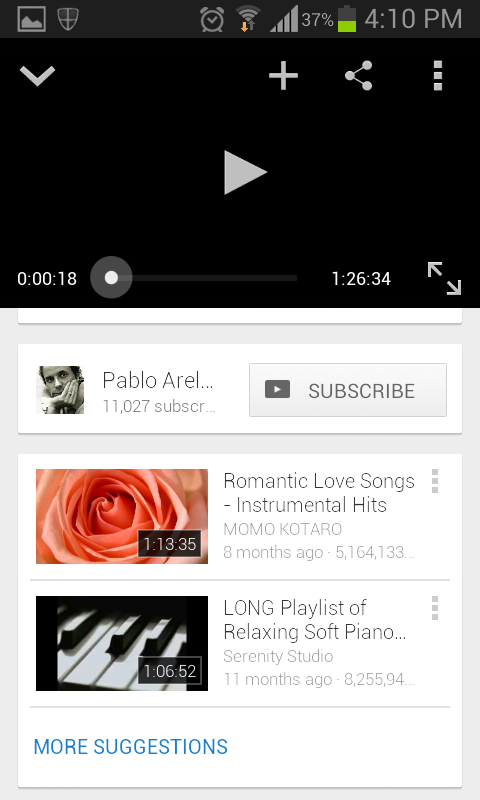 37% 4:10 PM
0:00:18 1:26:34
Pablo Arel...
11,027 subscr...
SUBSCRIBE
Romantic Love Songs
- Instrumental Hits
MOMO KOTARO
8 months ago · 5,164,133...
1:13:35
LONG Playlist of
Relaxing Soft Piano...
Serenity Studio
11 months ago · 8,255,94...
1:06:52
MORE SUGGESTIONS